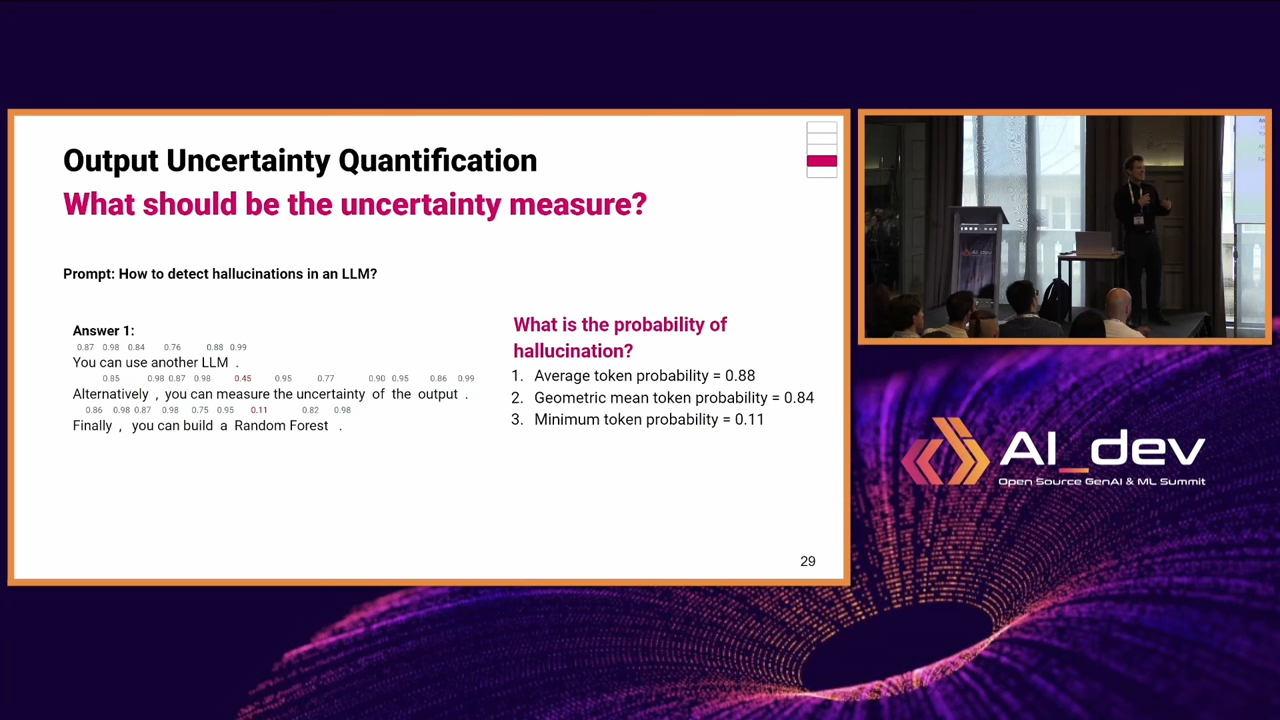 Output Uncertainty Quantification
What should be the uncertainty measure?
Prompt: How to detect hallucinations in an LLM?
Answer 1:
0.87 0.98 0.84 0.76 0.88 0.99
You can use another LLM .
0.85 0.98 0.87 0.98 0.45 0.95 0.77 0.90 0.95 0.86 0.99
Alternatively , you can measure the uncertainty of the output .
0.86 0.98 0.87 0.98 0.75 0.95 0.11 0.82 0.98
Finally , you can build a Random Forest .
What is the probability of
hallucination?
1. Average token probability = 0.88
2. Geometric mean token probability = 0.84
3. Minimum token probability = 0.11
29
AI_dev
Open Source GenAI & ML Summit